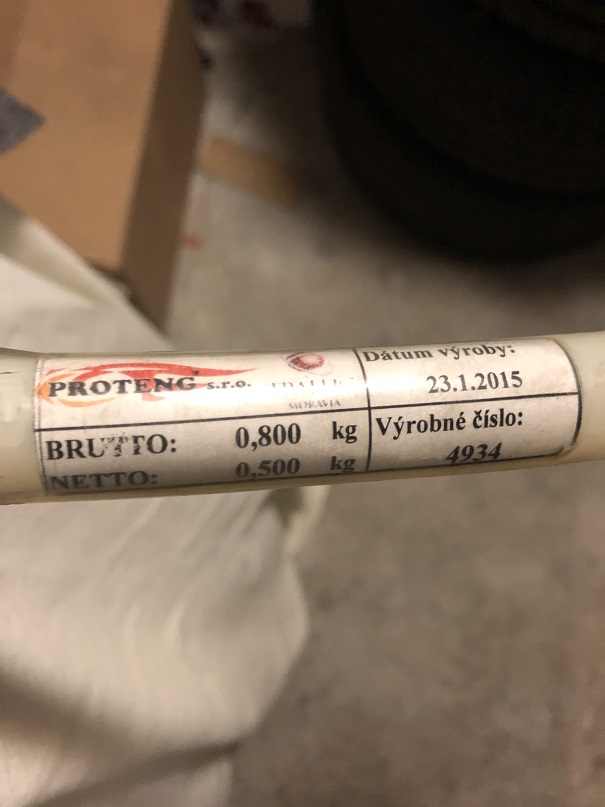 PROTENG s.r.o.
MORAVIA
Dátum výroby:
23.1.2015
BRUTTO: 0,800 kg
NETTO: 0,500 kg
Výrobné číslo:
4934